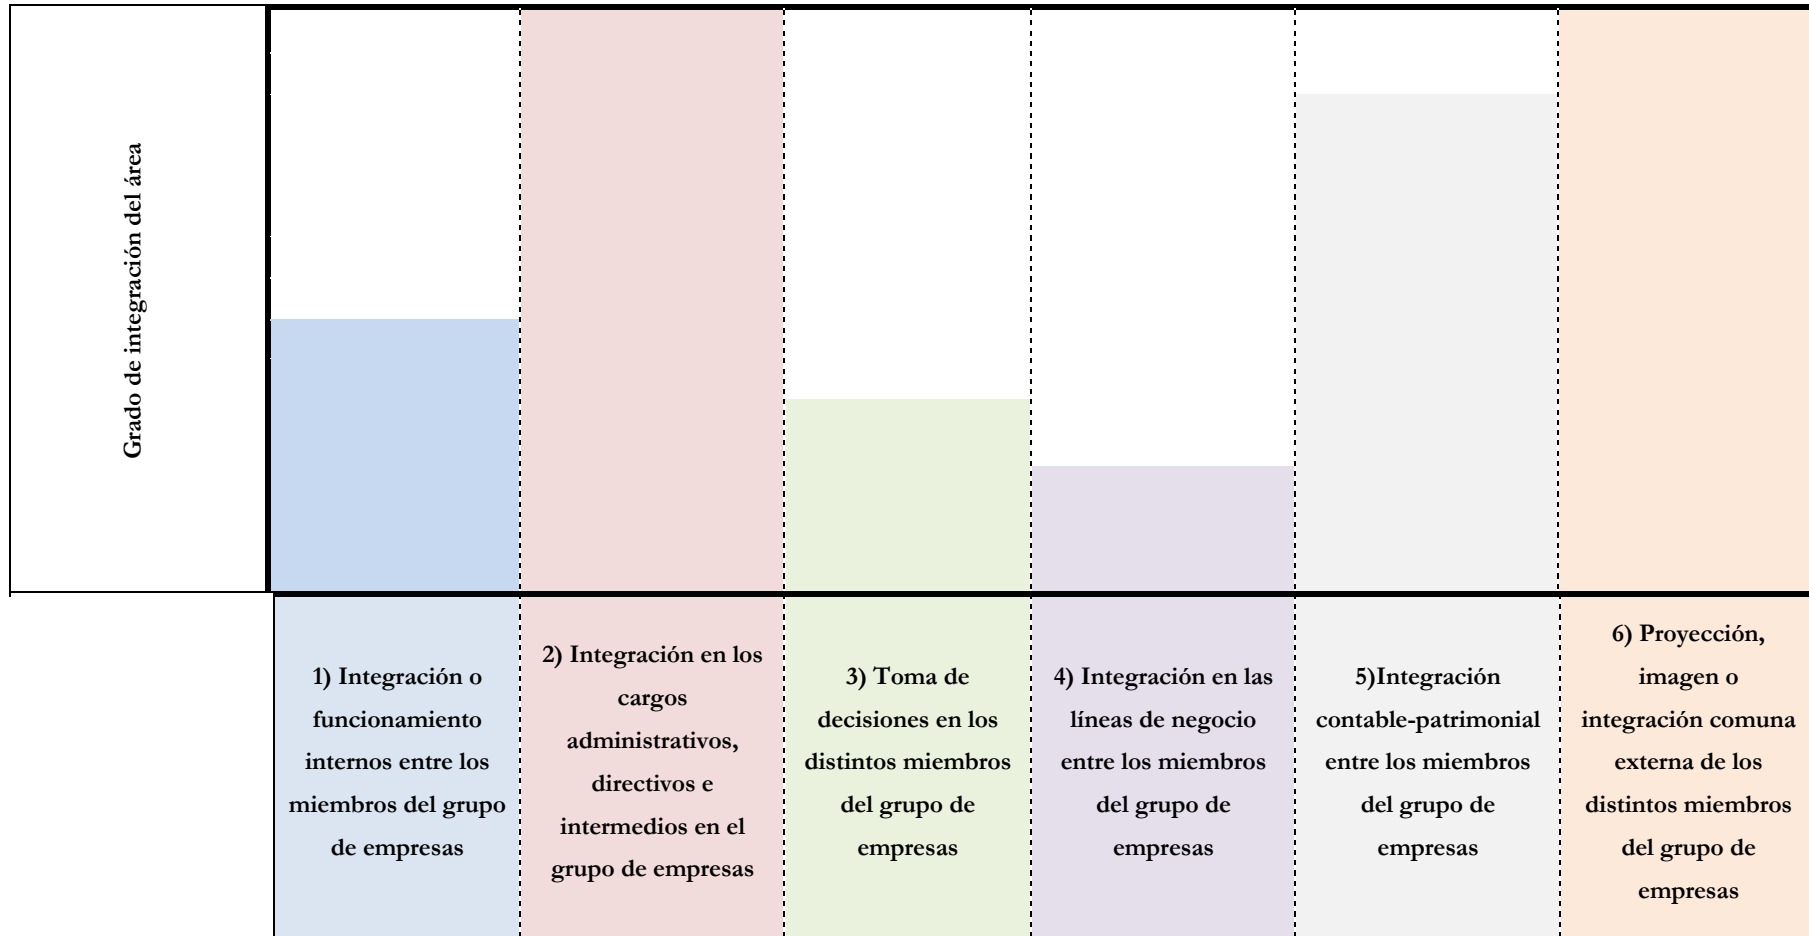 Grado de integración del área
1) Integración o
funcionamiento
internos entre los
miembros del grupo
de empresas
2) Integración en los
cargos
administrativos,
directivos e
intermedios en el
grupo de empresas
3) Toma de
decisiones en los
distintos miembros
del grupo de
empresas
4) Integración en las
líneas de negocio
entre los miembros
del grupo de
empresas
5)Integración
contable-patrimonial
entre los miembros
del grupo de
empresas
6) Proyección,
imagen o
integración comuna
externa de los
distintos miembros
del grupo de
empresas